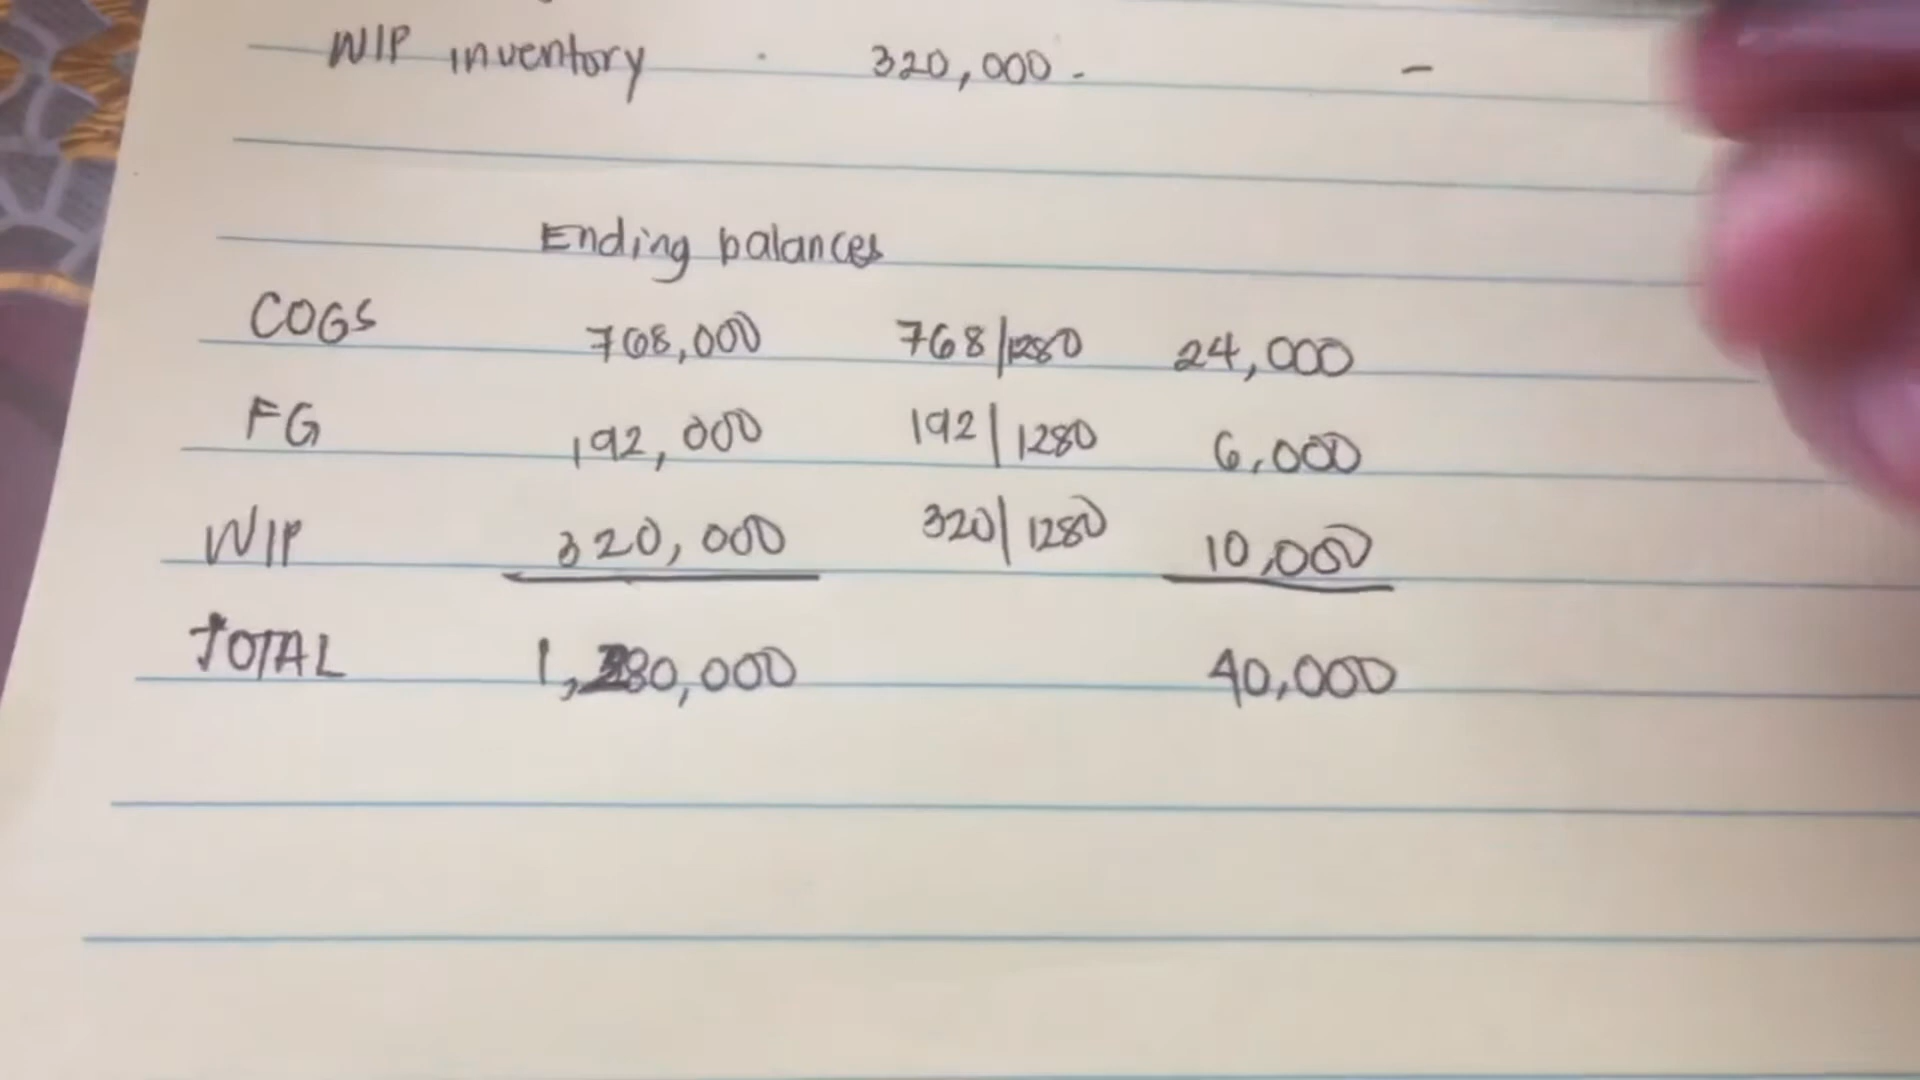 WIP inventory 320,000 -
Ending balances
COGS 768,000 768/1280 24,000
FG 192,000 192/1280 6,000
WIP 320,000 320/1280 10,000
TOTAL 1,280,000 40,000